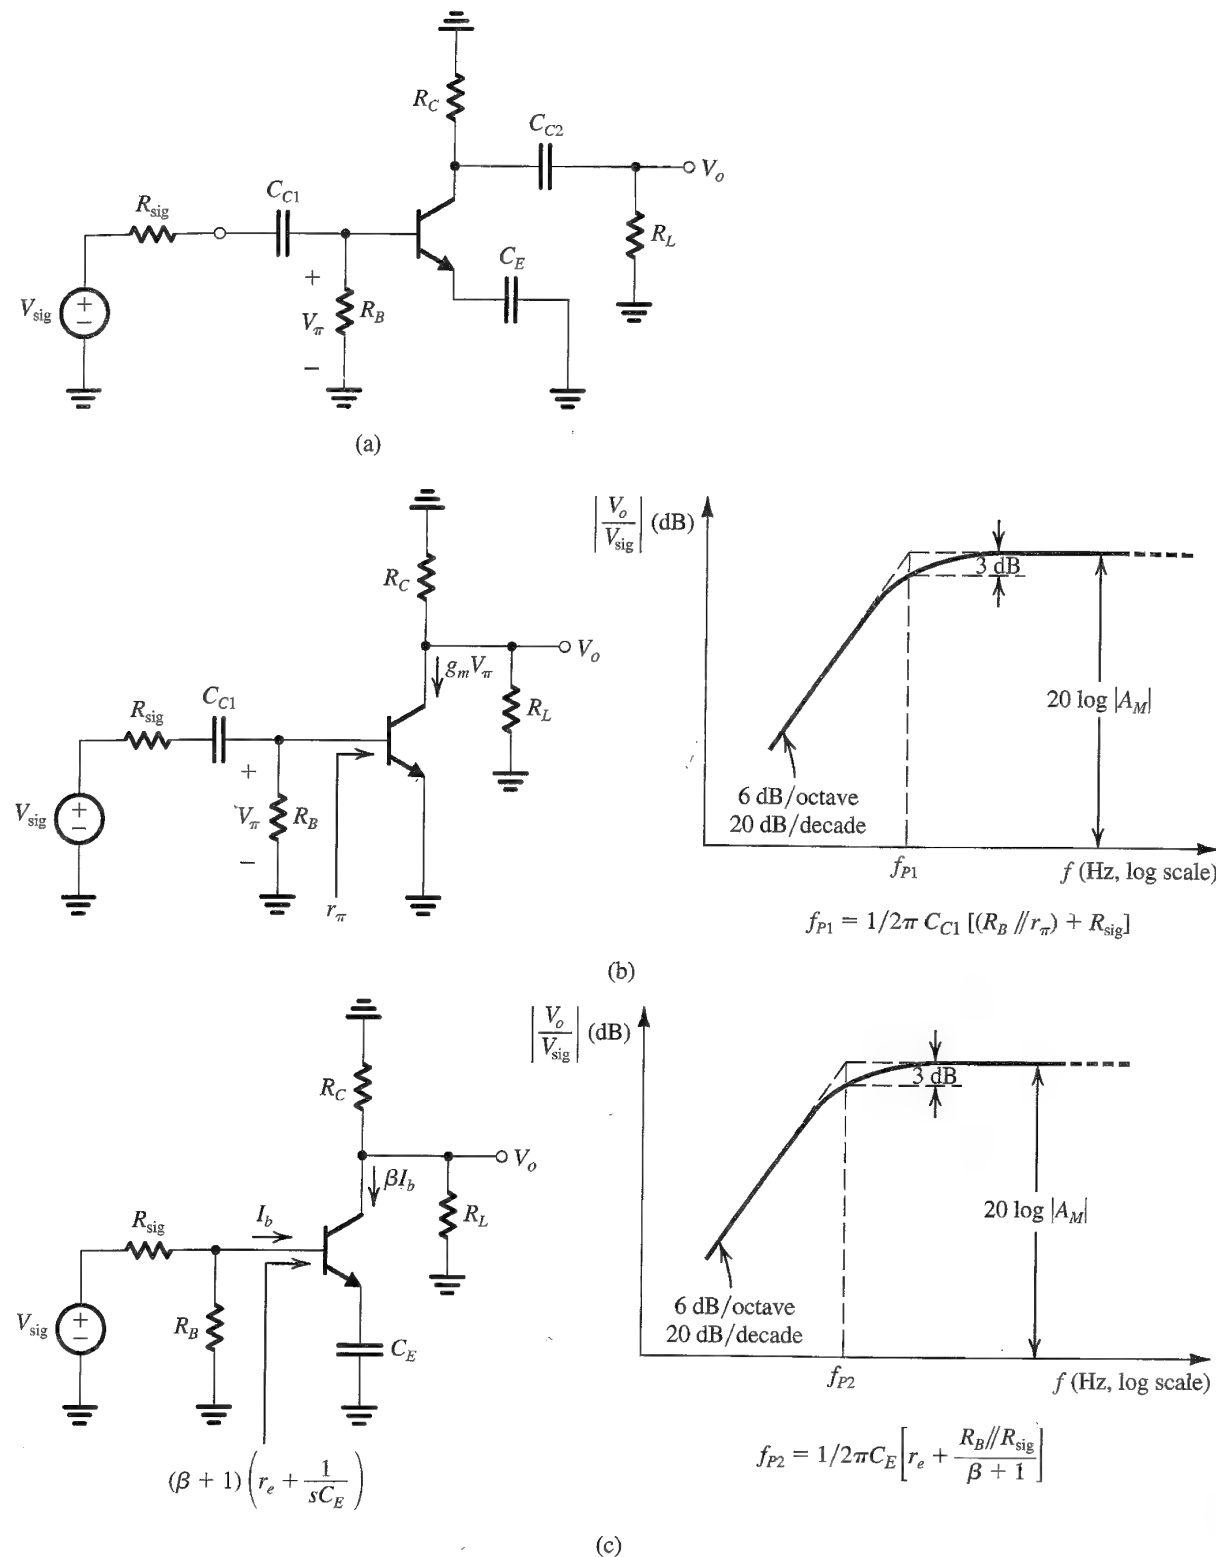 R_C
C_C2
V_o
C_C1
R_sig
R_L
C_E
+
V_sig
+
−
V_π
R_B
−
(a)
|V_o/V_sig| (dB)
3 dB
R_C
V_o
g_mV_π
C_C1
R_sig
R_L
20 log |A_M|
+
V_sig
+
−
V_π
R_B
−
6 dB/octave
20 dB/decade
r_π
f_P1
f (Hz, log scale)
f_P1 = 1/2π C_C1 [(R_B // r_π) + R_sig]
(b)
|V_o/V_sig| (dB)
3 dB
R_C
V_o
βI_b
I_b
R_sig
R_L
20 log |A_M|
V_sig
+
−
R_B
C_E
6 dB/octave
20 dB/decade
f_P2
f (Hz, log scale)
(β + 1) (r_e + 1/sC_E)
f_P2 = 1/2πC_E [r_e + R_B//R_sig / β + 1]
(c)